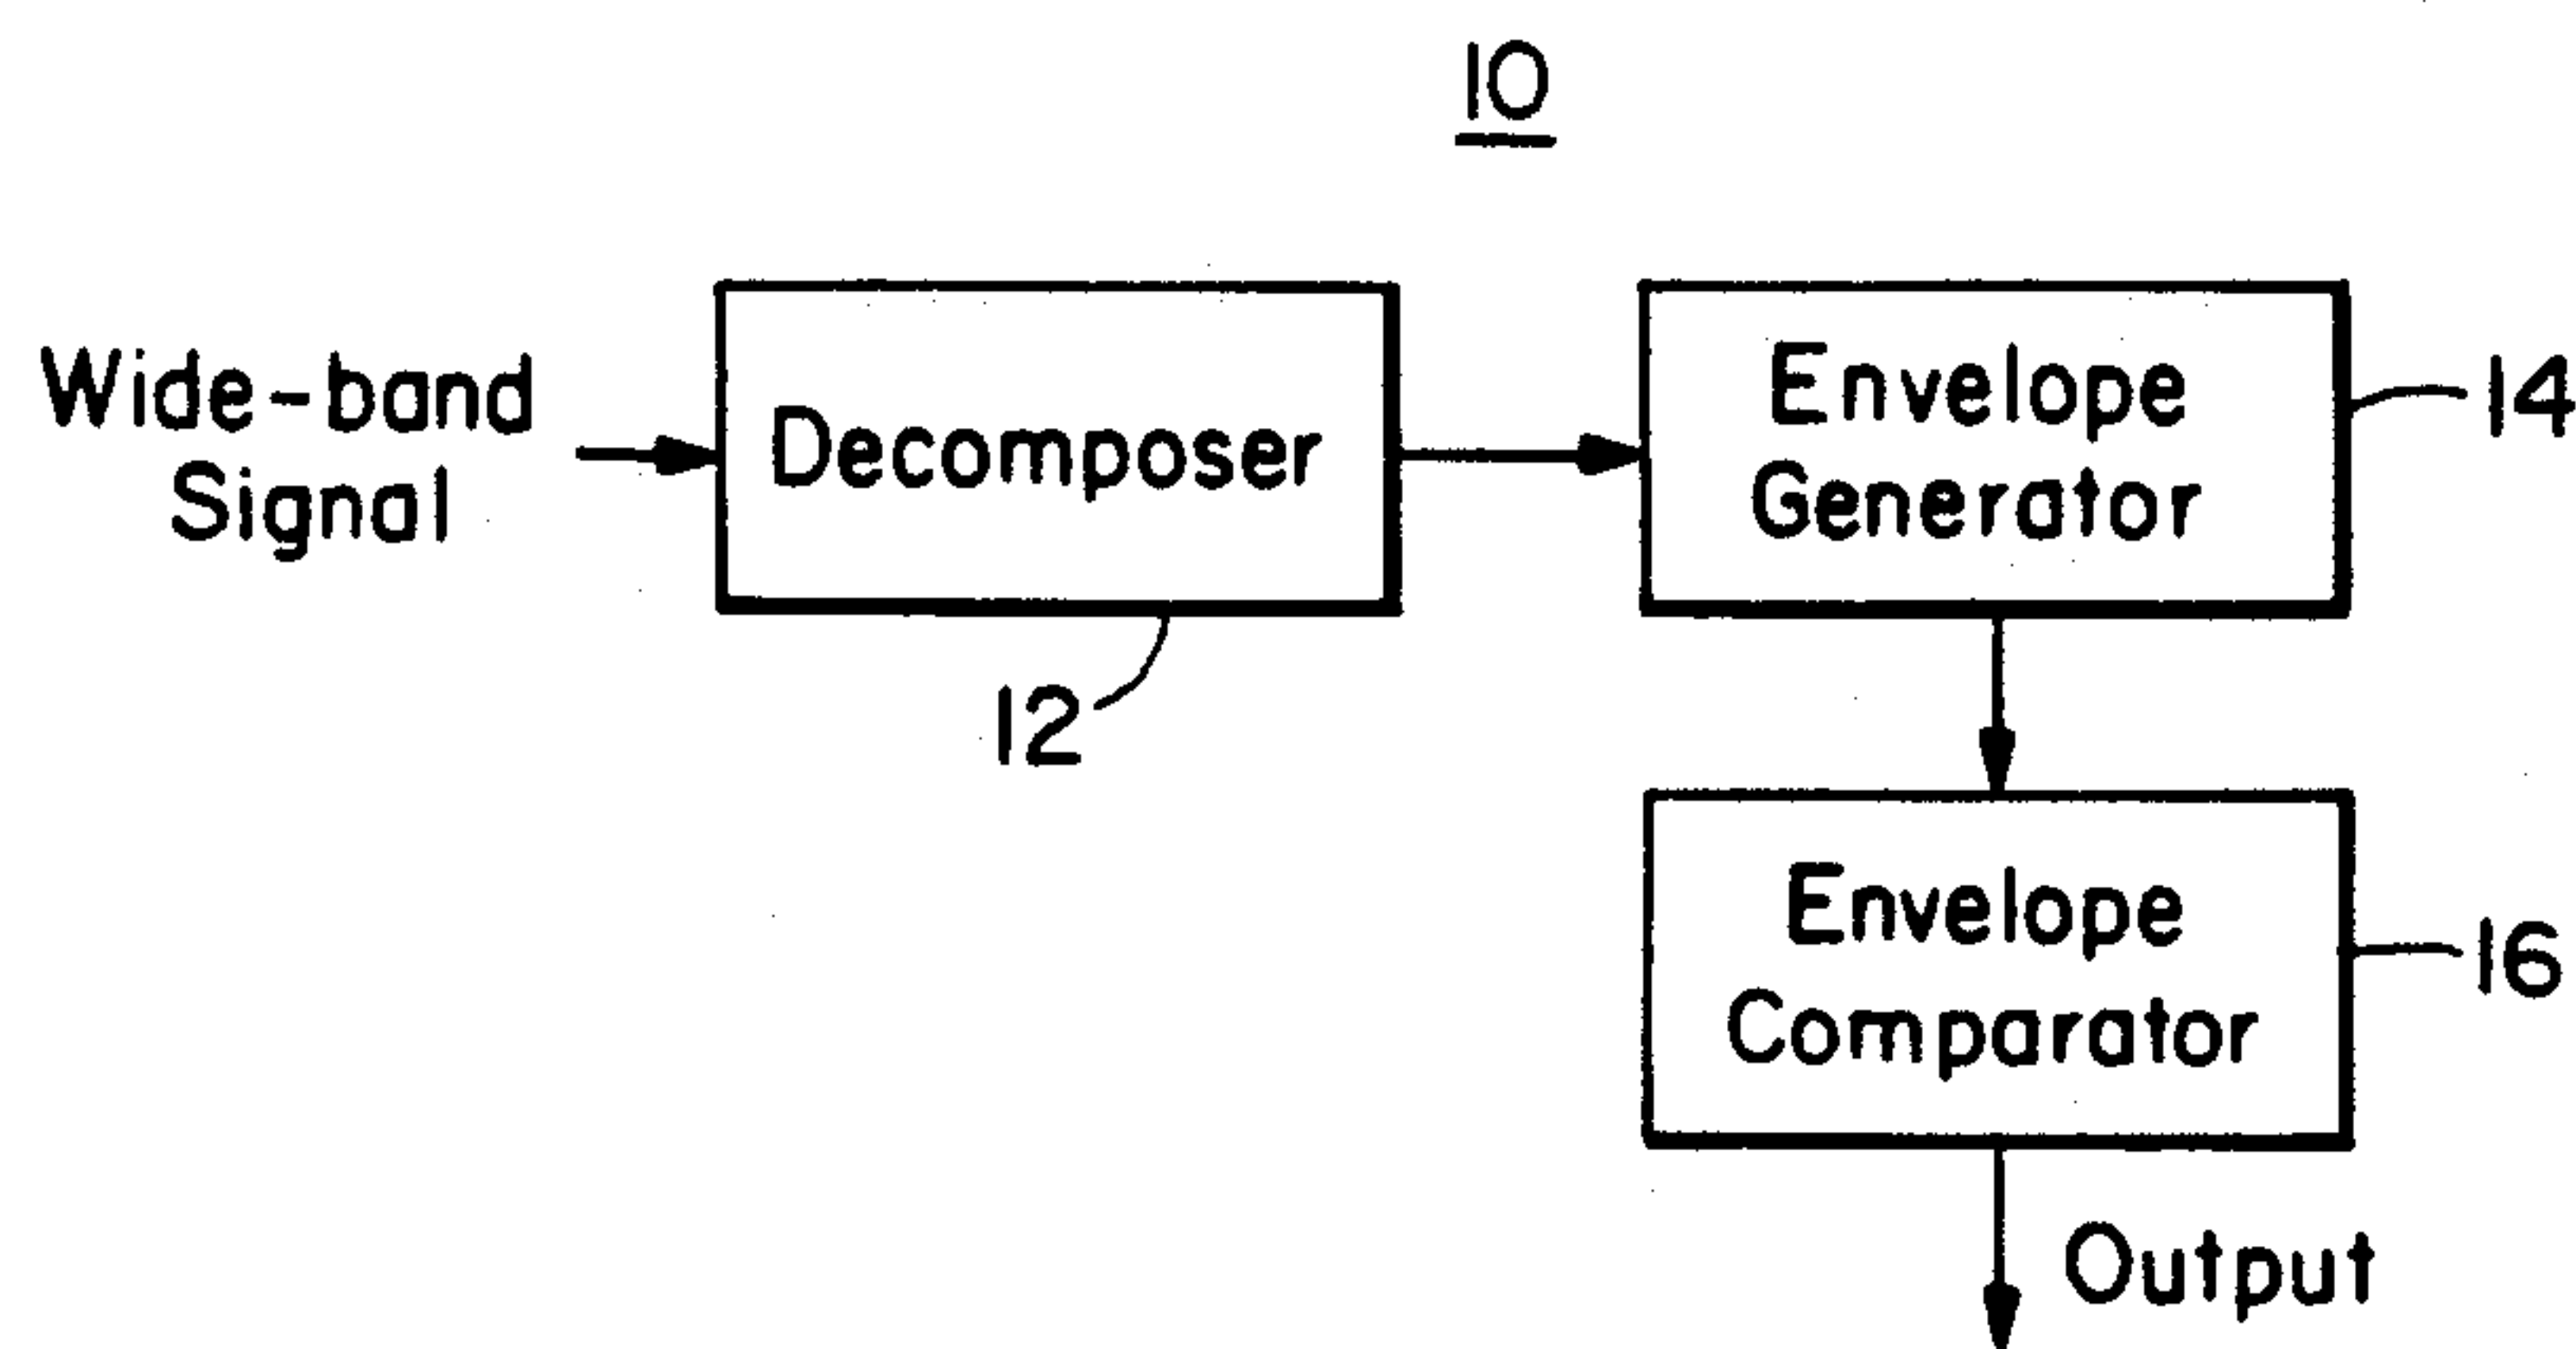 10
Wide-band
Signal
Decomposer
12
Envelope
Generator
14
Envelope
Comparator
16
Output